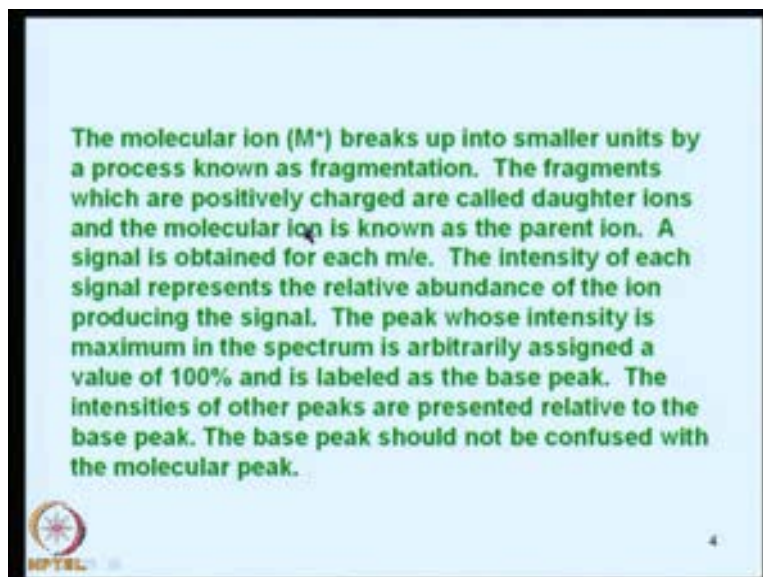 The molecular ion (M⁺) breaks up into smaller units by
a process known as fragmentation. The fragments
which are positively charged are called daughter ions
and the molecular ion is known as the parent ion. A
signal is obtained for each m/e. The intensity of each
signal represents the relative abundance of the ion
producing the signal. The peak whose intensity is
maximum in the spectrum is arbitrarily assigned a
value of 100% and is labeled as the base peak. The
intensities of other peaks are presented relative to the
base peak. The base peak should not be confused with
the molecular peak.
4
NPTEL